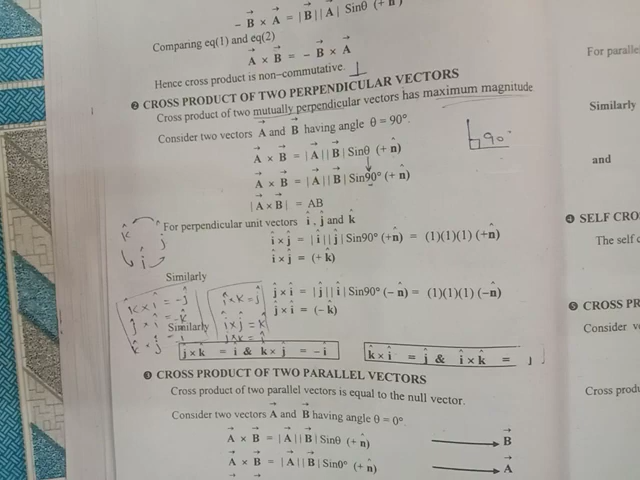 - B × A = |B||A| Sinθ (+ n̂)
Comparing eq(1) and eq(2)
A × B = - B × A
Hence cross product is non-commutative.
❷ CROSS PRODUCT OF TWO PERPENDICULAR VECTORS
Cross product of two mutually perpendicular vectors has maximum magnitude
Consider two vectors A and B having angle θ = 90°.
90°
A × B = |A||B| Sinθ (+ n̂)
A × B = |A||B| Sin90° (+ n̂)
|A × B| = AB
For perpendicular unit vectors î, ĵ and k̂
k̂ ĵ î
î × ĵ = |î||ĵ| Sin90° (+n̂) = (1)(1)(1) (+n̂)
î × ĵ = (+ k̂)
Similarly
ĵ × î = |ĵ||î| Sin90° (- n̂) = (1)(1)(1) (-n̂)
ĵ × î = (- k̂)
k × i = -ĵ
j × i = -k
k̂ × j = -i
î × k = ĵ
î × ĵ = k̂
j × k = i
Similarly
ĵ × k̂ = î & k̂ × ĵ = - î
k̂ × î = ĵ & î × k̂ = j
❸ CROSS PRODUCT OF TWO PARALLEL VECTORS
Cross product of two parallel vectors is equal to the null vector.
Consider two vectors A and B having angle θ = 0°.
A × B = |A||B| Sinθ (+ n̂)
B
A × B = |A||B| Sin0° (+ n̂)
A
For paralle
Similarly
and
❹ SELF CRO
The self c
❺ CROSS PR
Consider ve
Cross produ